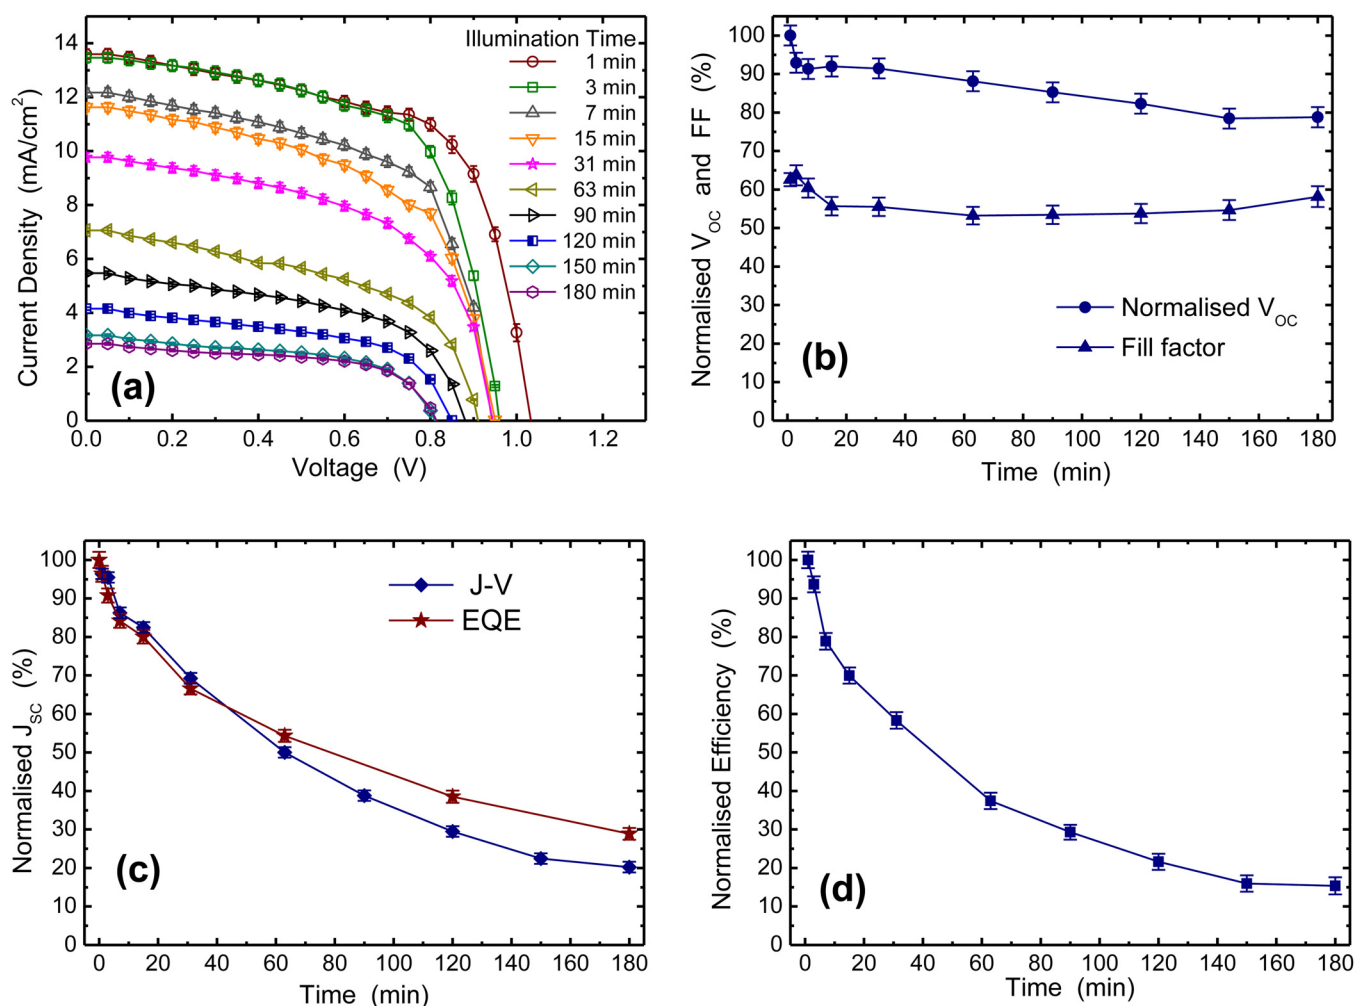 14
12
10
8
6
4
2
0
Current Density (mA/cm²)
0.0 0.2 0.4 0.6 0.8 1.0 1.2
Voltage (V)
Illumination Time
1 min
3 min
7 min
15 min
31 min
63 min
90 min
120 min
150 min
180 min
(a)
100
90
80
70
60
50
40
30
20
10
0
Normalised V_OC and FF (%)
0 20 40 60 80 100 120 140 160 180
Time (min)
Normalised V_OC
Fill factor
(b)
100
90
80
70
60
50
40
30
20
10
0
Normalised J_SC (%)
0 20 40 60 80 100 120 140 160 180
Time (min)
J-V
EQE
(c)
100
90
80
70
60
50
40
30
20
10
0
Normalised Efficiency (%)
0 20 40 60 80 100 120 140 160 180
Time (min)
(d)